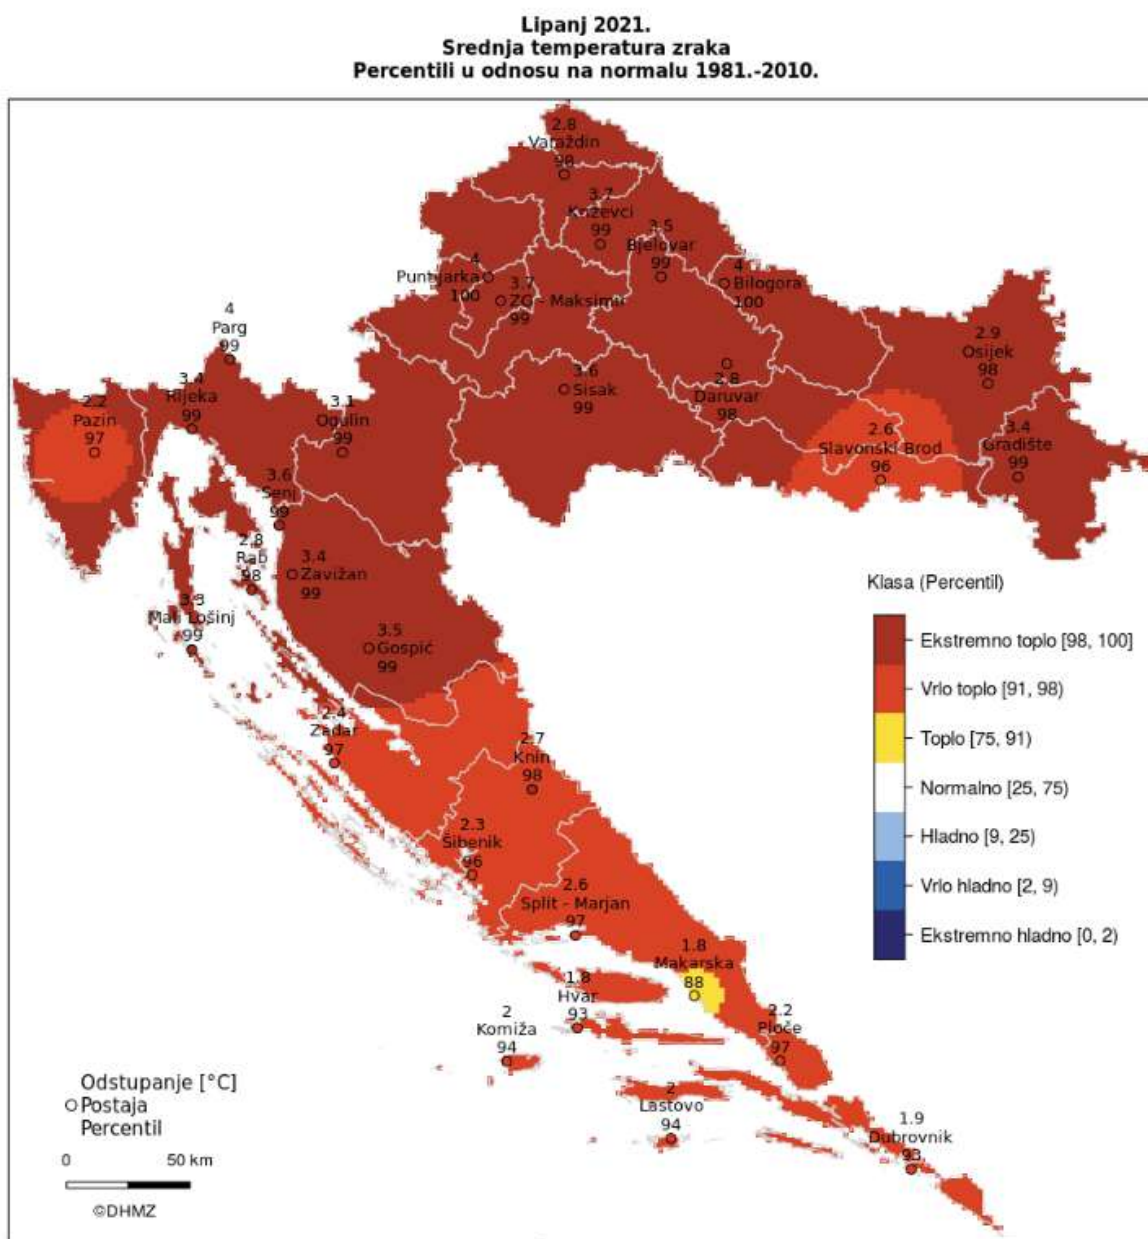 Lipanj 2021.
Srednja temperatura zraka
Percentili u odnosu na normalu 1981.-2010.
2.8
Varaždin
98
3.7
Križevci
99
3.5
Bjelovar
99
4
Puntijarka
100
3.7
ZG - Maksimir
99
4
Bilogora
100
4
Parg
99
2.9
Osijek
98
3.4
Rijeka
99
2.2
Pazin
97
3.1
Ogulin
99
3.6
Sisak
99
2.8
Daruvar
98
2.6
Slavonski Brod
96
3.4
Gradište
99
3.6
Senj
99
2.8
Rab
98
3.4
Zavižan
99
3.3
Mali Lošinj
99
3.5
Gospić
99
2.4
Zadar
97
2.7
Knin
98
2.3
Šibenik
96
2.6
Split - Marjan
97
1.8
Makarska
88
1.8
Hvar
93
2
Komiža
94
2.2
Ploče
97
2
Lastovo
94
1.9
Dubrovnik
93
Klasa (Percentil)
Ekstremno toplo [98, 100]
Vrlo toplo [91, 98)
Toplo [75, 91)
Normalno [25, 75)
Hladno [9, 25)
Vrlo hladno [2, 9)
Ekstremno hladno [0, 2)
Odstupanje [°C]
Postaja
Percentil
0 50 km
©DHMZ